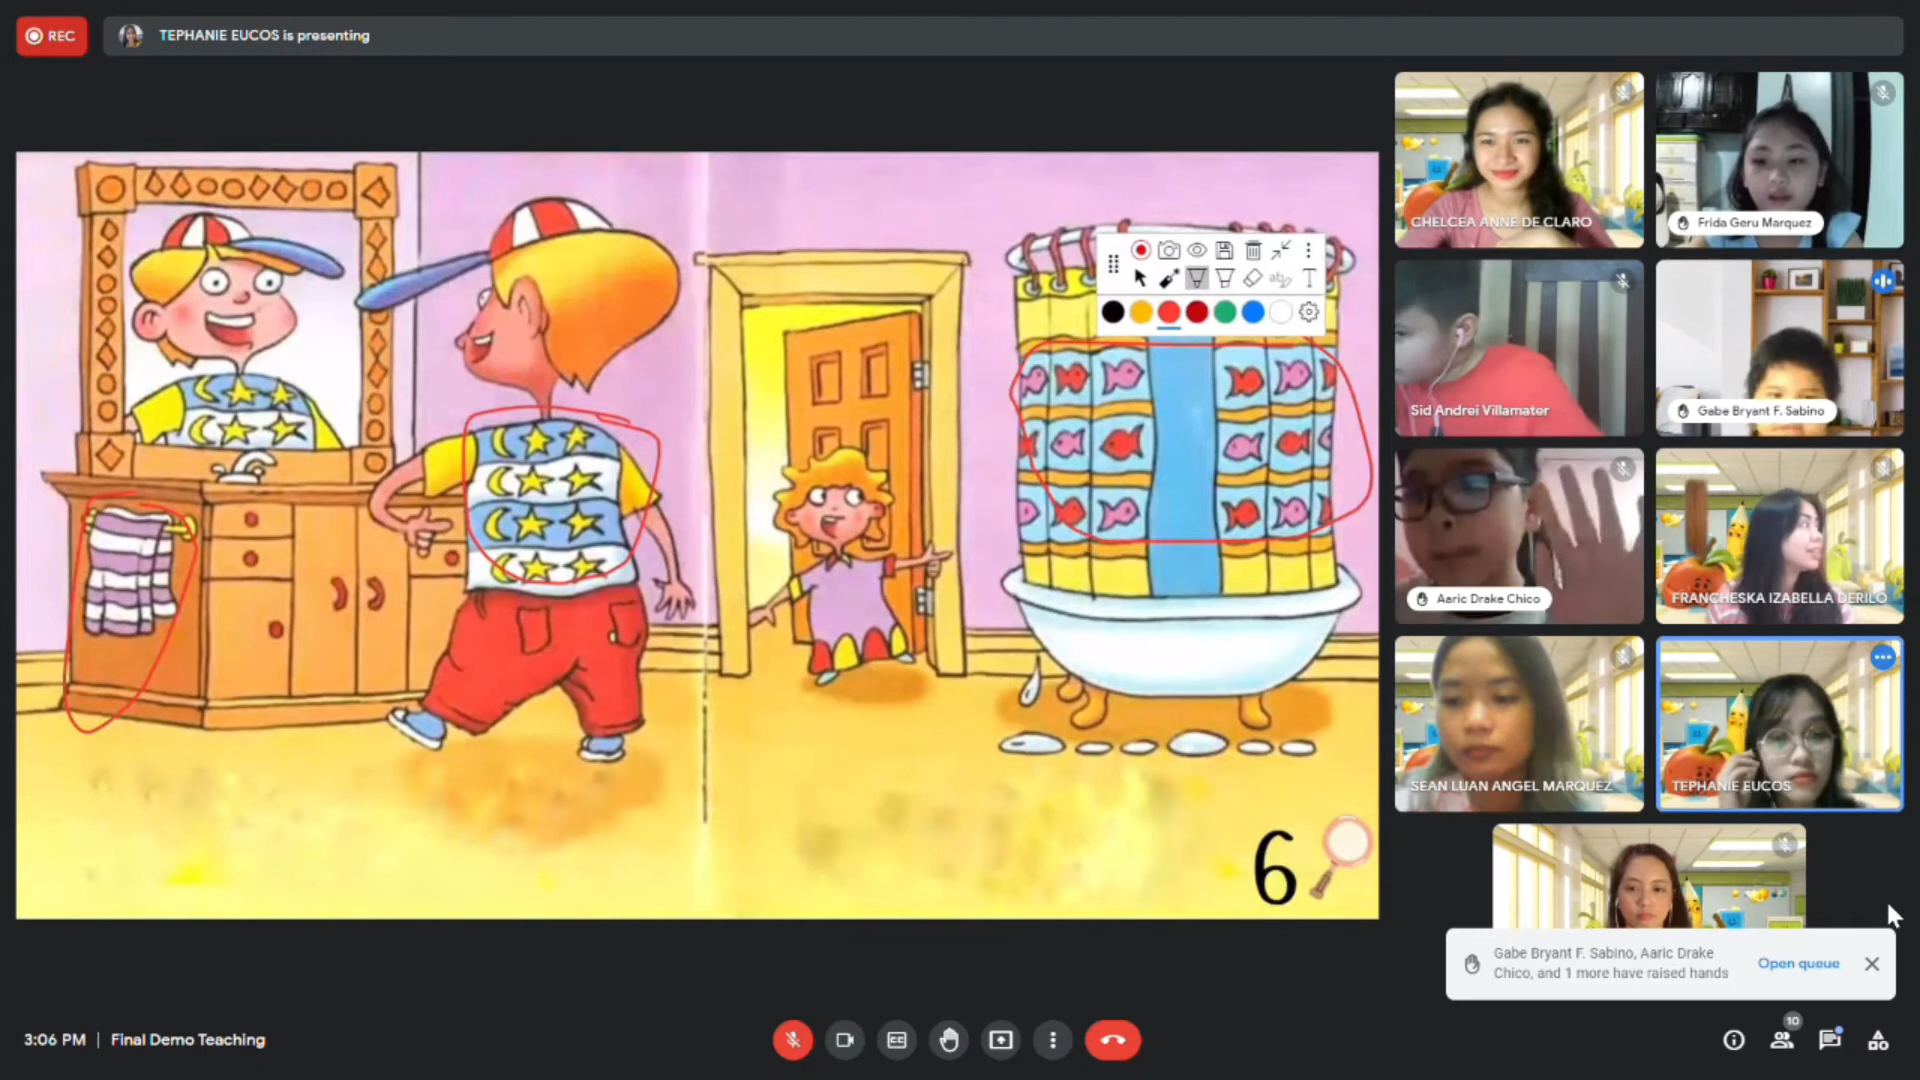 REC
TEPHANIE EUCOS is presenting
CHELCEA ANNE DE CLARO
Frida Geru Marquez
Sid Andrei Villamater
Gabe Bryant F. Sabino
Aaric Drake Chico
FRANCHESKA IZABELLA DERILO
SEAN LUAN ANGEL MARQUEZ
TEPHANIE EUCOS
6
Gabe Bryant F. Sabino, Aaric Drake
Chico, and 1 more have raised hands
Open queue
3:06 PM | Final Demo Teaching
10